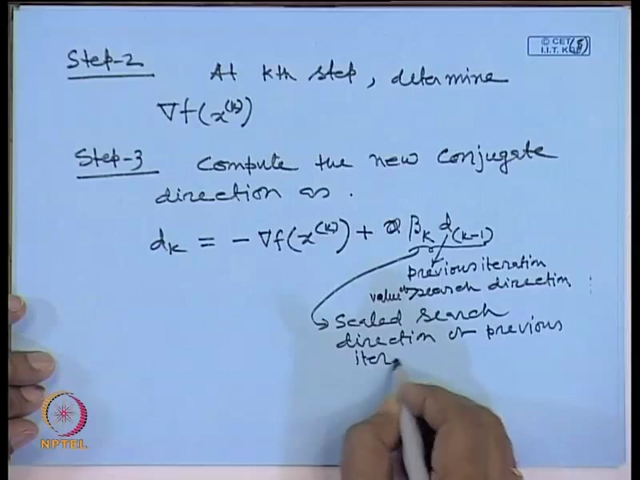 © CET
I.I.T. KGP
Step-2 At kth step, determine
∇f(x^(k))
Step-3 Compute the new conjugate
direction as.
d_k = -∇f(x^(k)) + β_k d_(k-1)
previous iteration
value of search direction
Scaled search
direction of previous
iter
NPTEL